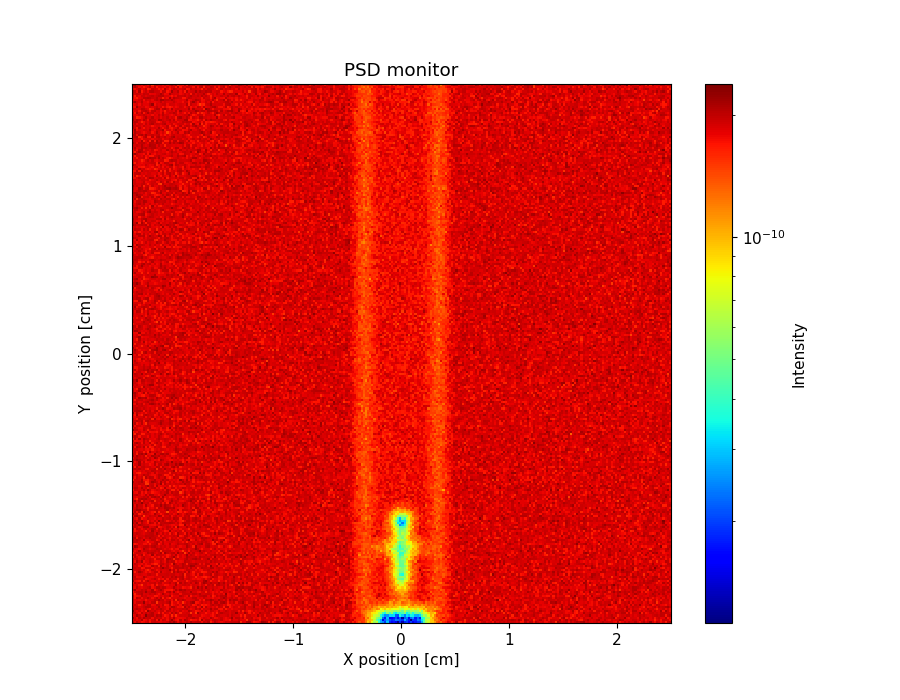 PSD monitor
2
1
0
−1
−2
Y position [cm]
−2
−1
0
1
2
X position [cm]
10⁻¹⁰
Intensity